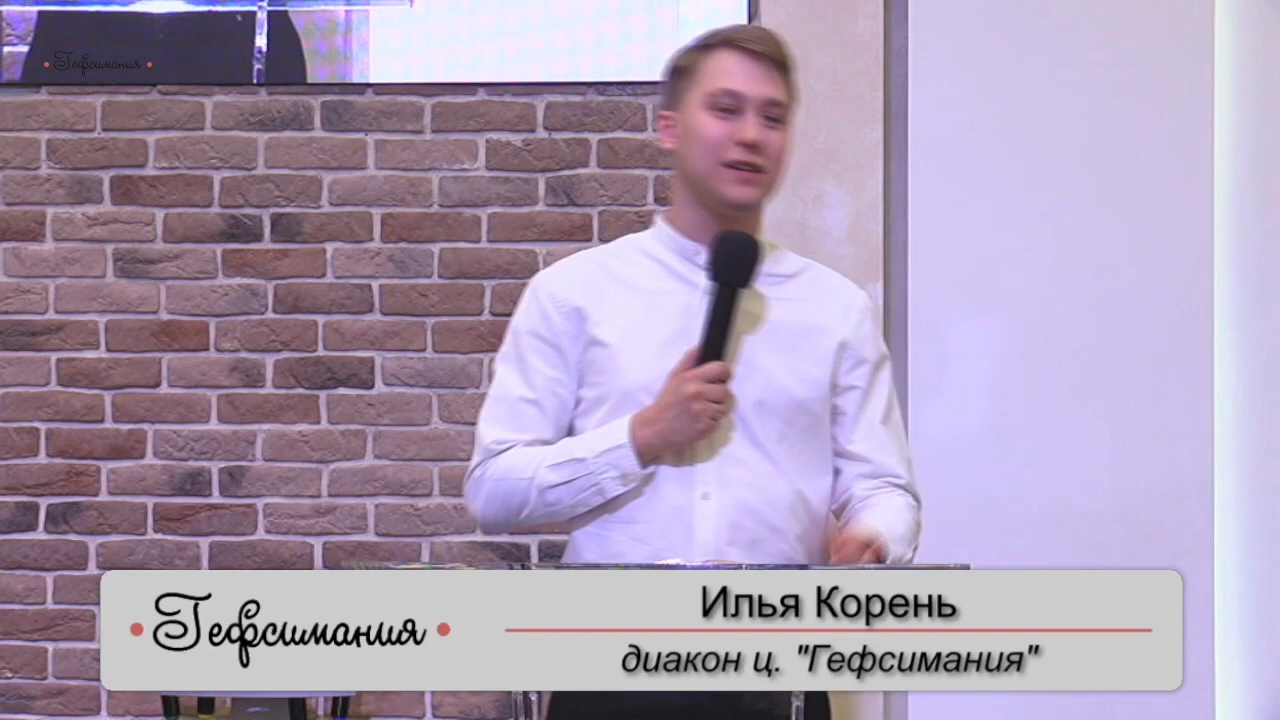 Гефсимания
Гефсимания
Илья Корень
диакон ц. "Гефсимания"